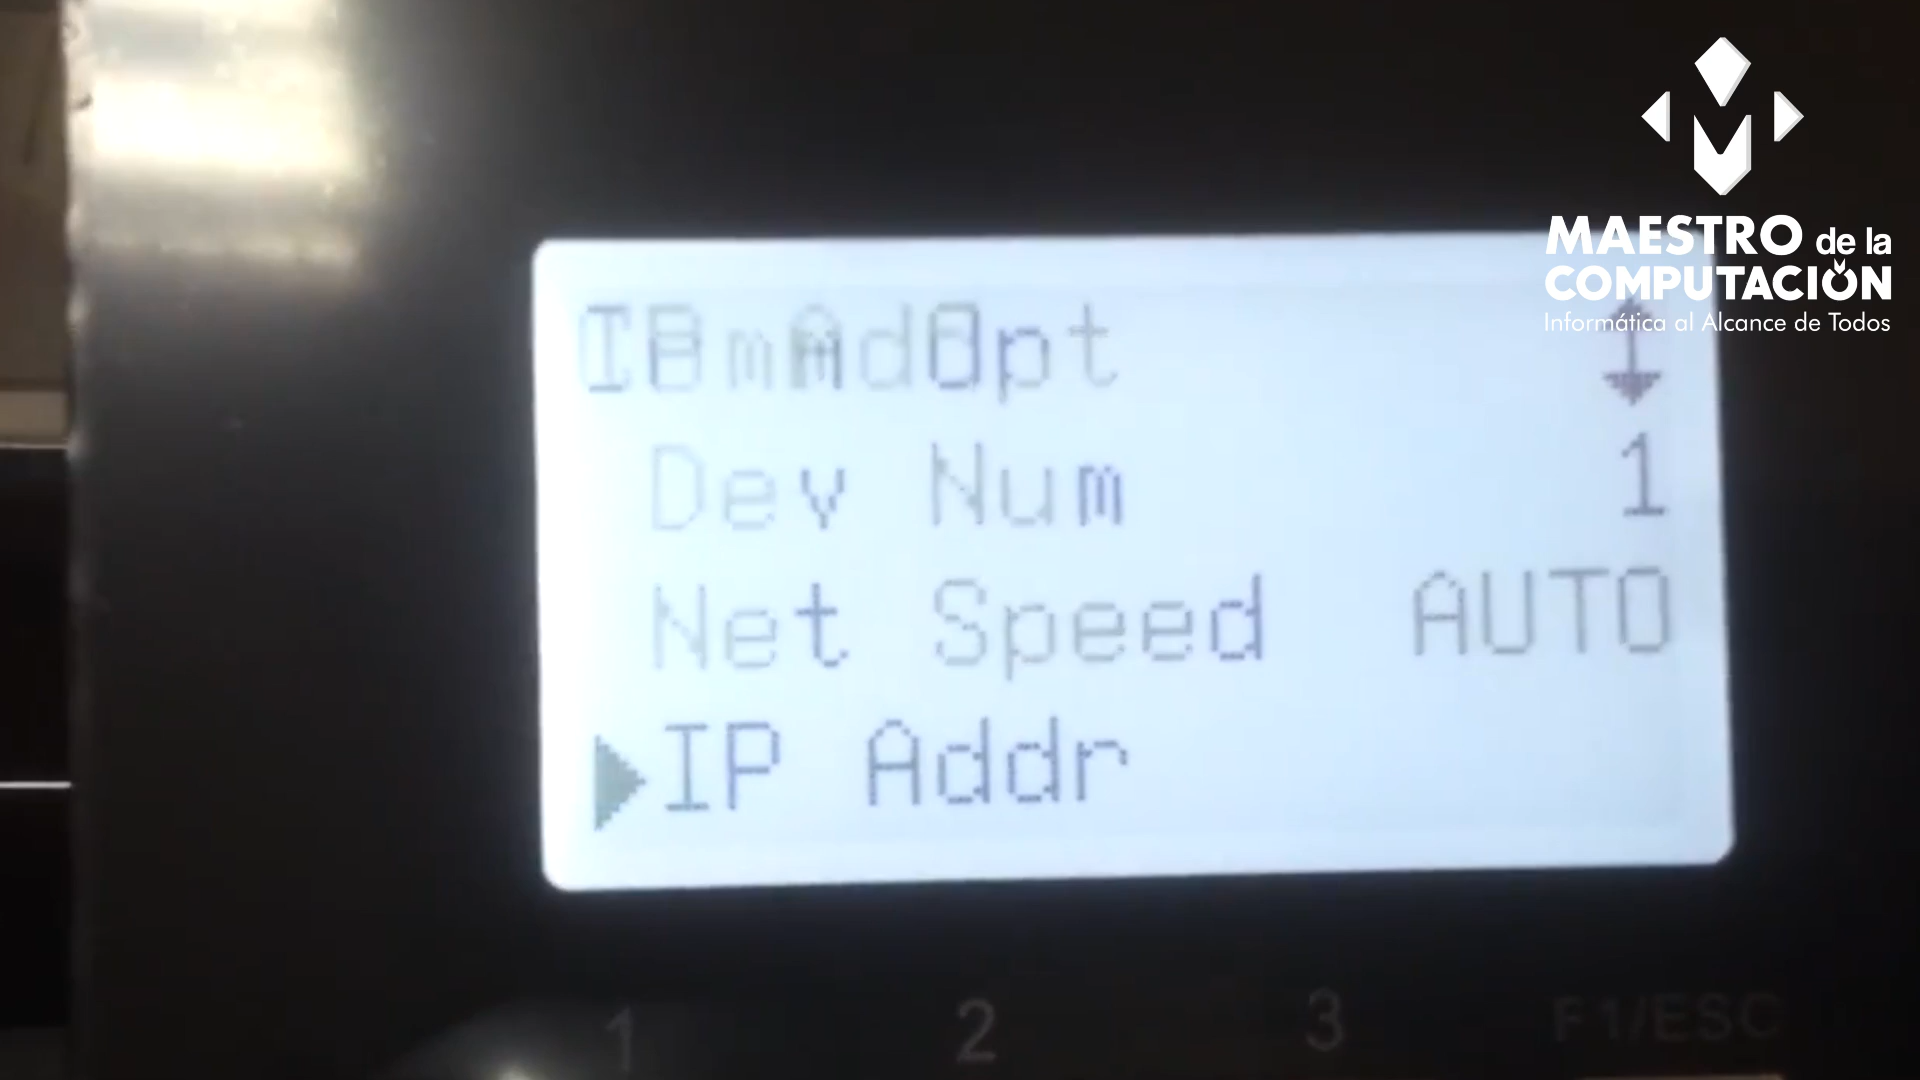 MAESTRO de la
COMPUTACIÓN
Informática al Alcance de Todos
Dev Num 1
Net Speed AUTO
IP Addr
1 2 3 F1/ESC